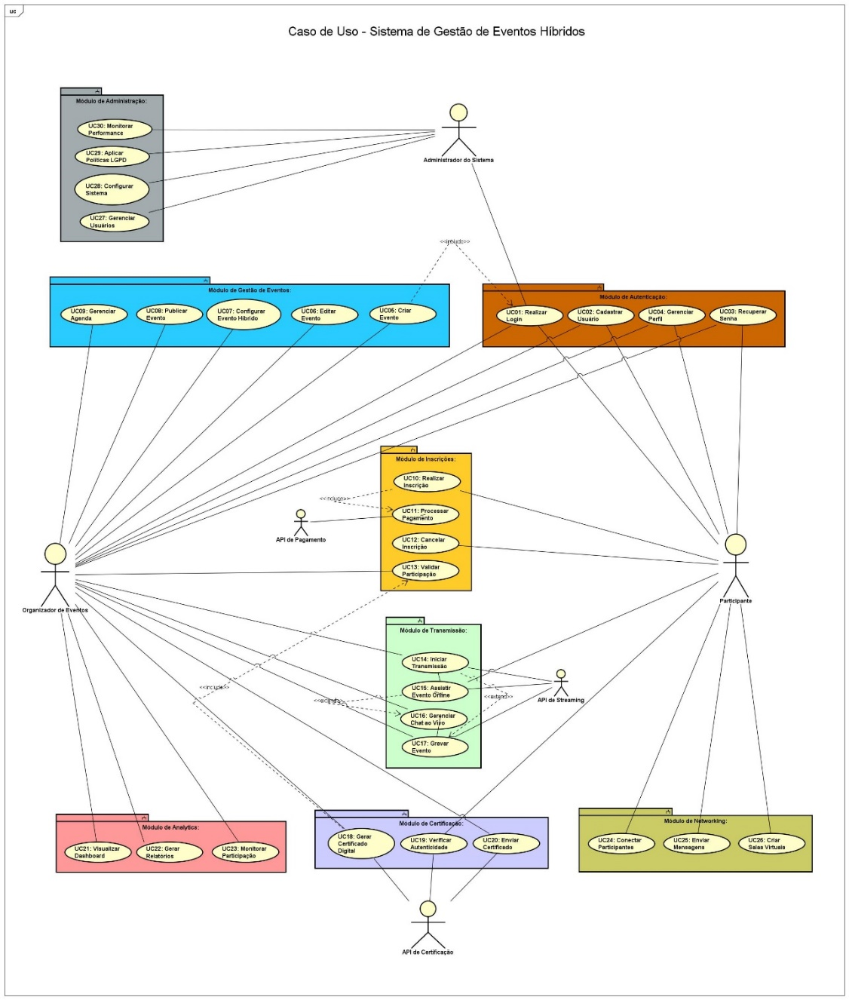 uc
Caso de Uso - Sistema de Gestão de Eventos Híbridos
Módulo de Administração:
UC30: Monitorar
Performance
UC29: Aplicar
Políticas LGPD
UC28: Configurar
Sistema
UC27: Gerenciar
Usuários
Administrador do Sistema
<<include>>
Módulo de Gestão de Eventos:
UC09: Gerenciar
Agenda
UC08: Publicar
Evento
UC07: Configurar
Evento Híbrido
UC06: Editar
Evento
UC05: Criar
Evento
Módulo de Autenticação:
UC01: Realizar
Login
UC02: Cadastrar
Usuário
UC04: Gerenciar
Perfil
UC03: Recuperar
Senha
Módulo de Inscrições:
UC10: Realizar
Inscrição
<<include>>
UC11: Processar
Pagamento
API de Pagamento
UC12: Cancelar
Inscrição
UC13: Validar
Participação
Organizador de Eventos
Participante
Módulo de Transmissão:
UC14: Iniciar
Transmissão
UC15: Assistir
Evento Online
UC16: Gerenciar
Chat ao Vivo
UC17: Gravar
Evento
<<include>>
<<extend>>
<<extend>>
API de Streaming
Módulo de Analytics:
UC21: Visualizar
Dashboard
UC22: Gerar
Relatórios
UC23: Monitorar
Participação
Módulo de Certificação:
UC18: Gerar
Certificado
Digital
UC19: Verificar
Autenticidade
UC20: Enviar
Certificado
Módulo de Networking:
UC24: Conectar
Participantes
UC25: Enviar
Mensagens
UC26: Criar
Salas Virtuais
API de Certificação